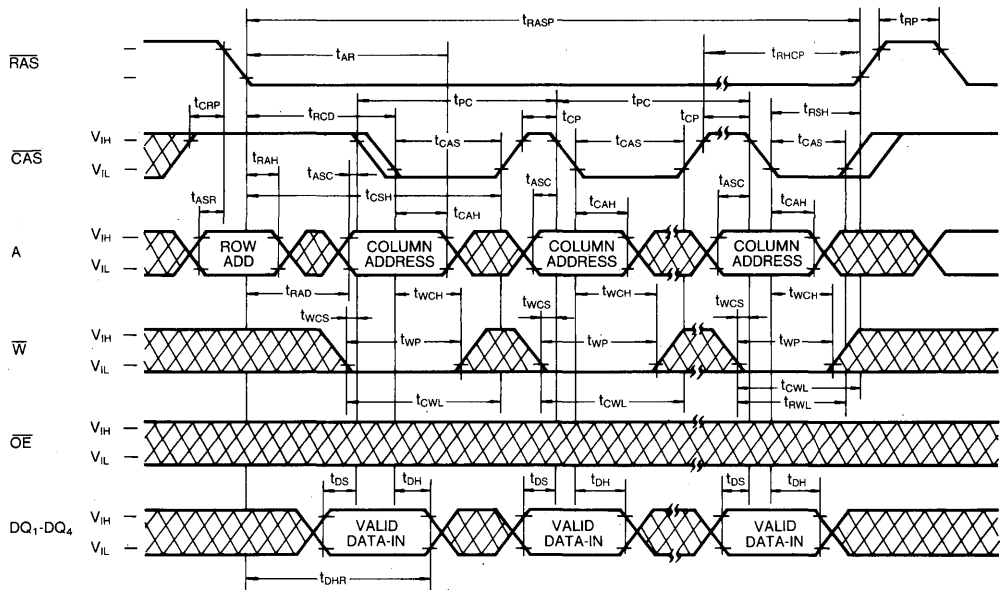 tRASP
tRP
tAR
tRHCP
RAS
tCRP
tRCD
tPC
tPC
tCP
tCP
tRSH
VIH
CAS
VIL
tCAS
tCAS
tCAS
tRAH
tASC
tCSH
tASC
tASC
tASR
tCAH
tCAH
tCAH
A
VIH
VIL
ROW
ADD
COLUMN
ADDRESS
COLUMN
ADDRESS
COLUMN
ADDRESS
tRAD
tWCH
tWCH
tWCH
tWCS
tWCS
tWCS
W
VIH
VIL
tWP
tWP
tWP
tCWL
tCWL
tCWL
tRWL
OE
VIH
VIL
tDS
tDH
tDS
tDH
tDS
tDH
DQ1-DQ4
VIH
VIL
VALID
DATA-IN
VALID
DATA-IN
VALID
DATA-IN
tDHR